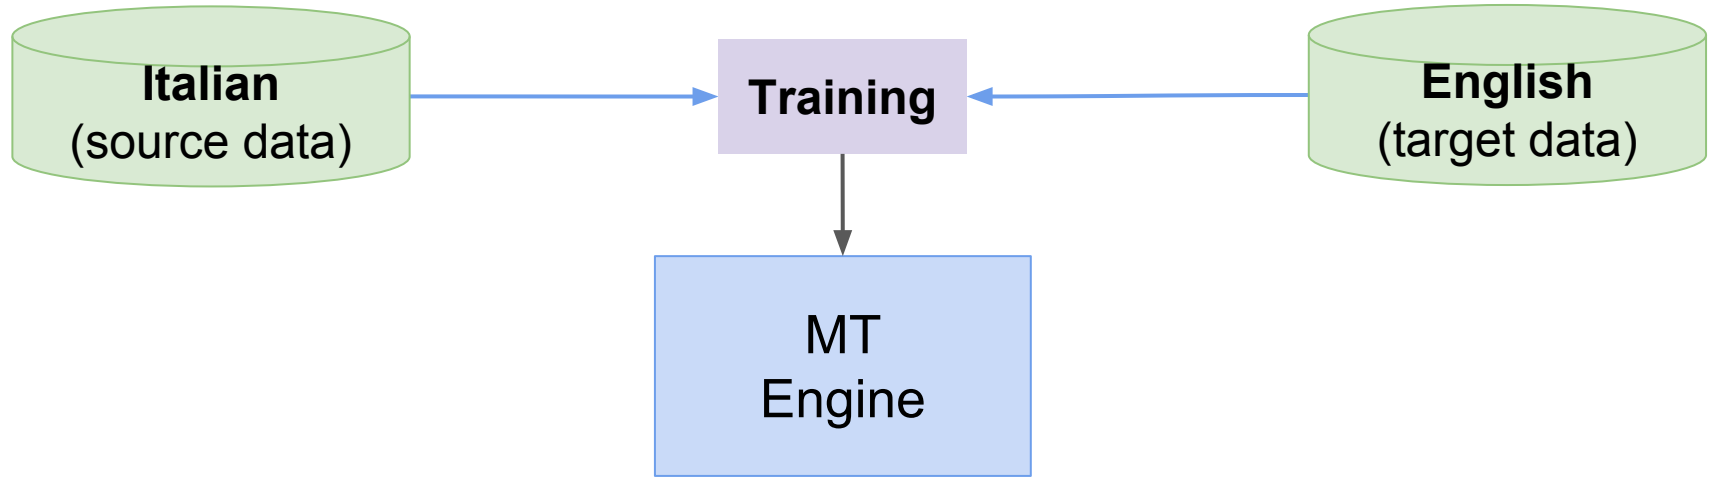 Italian
(source data)
Training
English
(target data)
MT
Engine